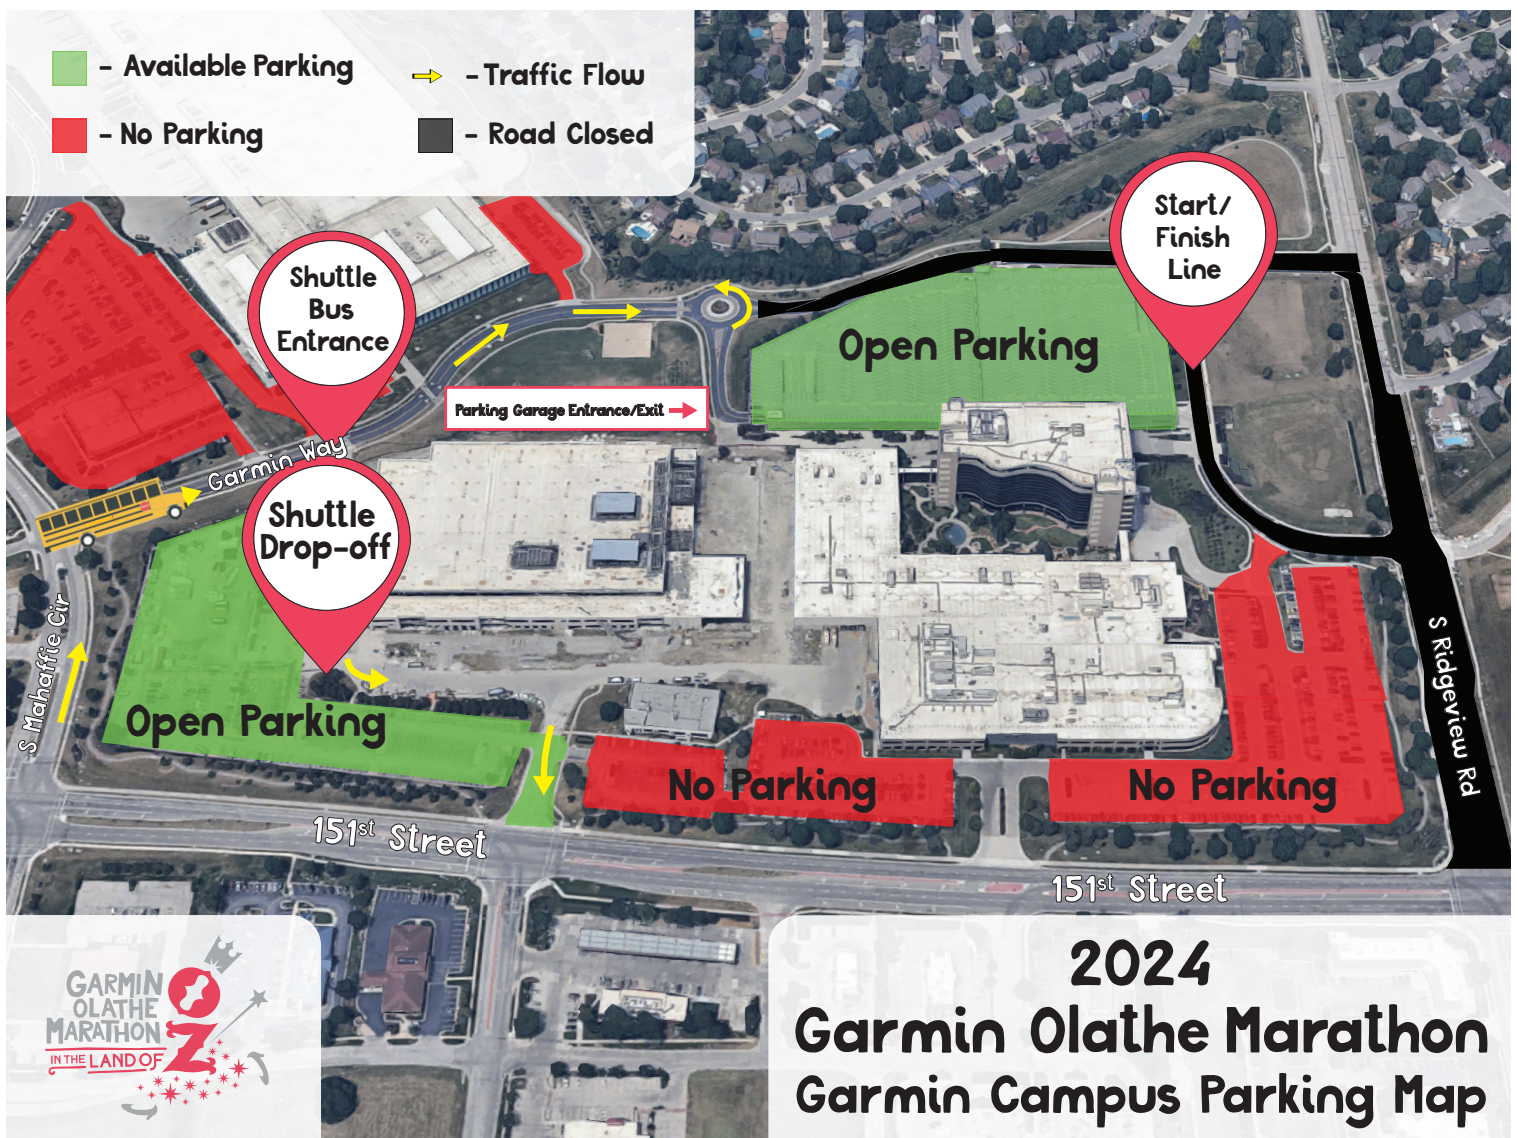 - Available Parking
- Traffic Flow
- No Parking
- Road Closed
Start/
Finish
Line
Shuttle
Bus
Entrance
Open Parking
Parking Garage Entrance/Exit
Garmin Way
Shuttle
Drop-off
S Mahaffie Cir
S Ridgeview Rd
Open Parking
No Parking
No Parking
151st Street
151st Street
2024
Garmin Olathe Marathon
Garmin Campus Parking Map
GARMIN
OLATHE
MARATHON
IN THE LAND OF
OZ